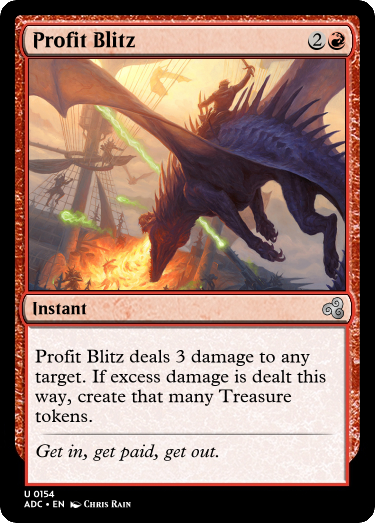 Profit Blitz 2
Instant
Profit Blitz deals 3 damage to any
target. If excess damage is dealt this
way, create that many Treasure
tokens.
Get in, get paid, get out.
U 0154
ADC • EN Chris Rain